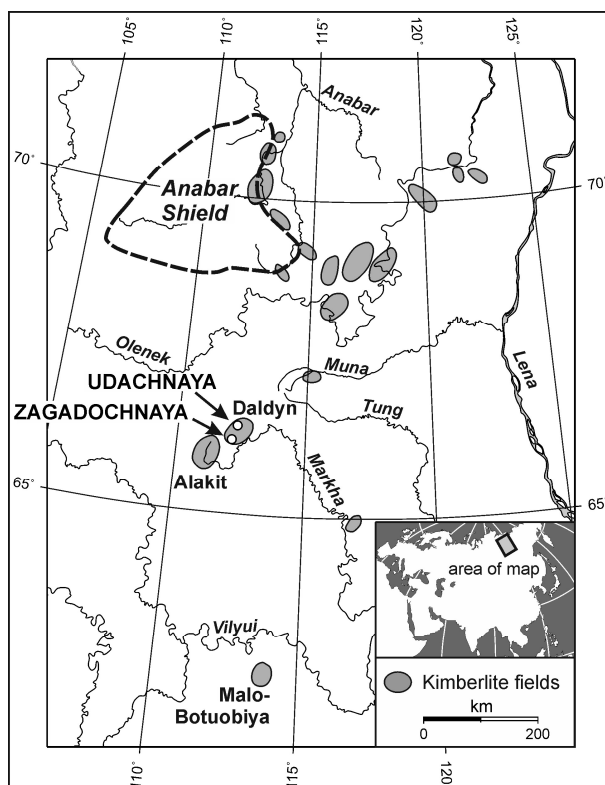 105°
110°
115°
120°
125°
Anabar
70°
70°
Anabar
Shield
Olenek
Muna
Lena
UDACHNAYA
ZAGADOCHNAYA
Daldyn
Tung
Alakit
Markha
65°
65°
area of map
Vilyui
Malo-
Botuobiya
Kimberlite fields
km
0
200
110°
115°
120